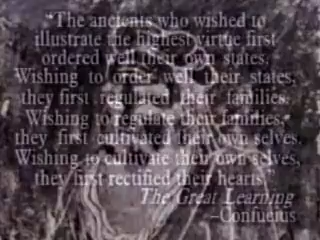 "The ancients who wished to
illustrate the highest virtue first
ordered well their own states.
Wishing to order well their states,
they first regulated their families.
Wishing to regulate their families,
they first cultivated their own selves.
Wishing to cultivate their own selves,
they first rectified their hearts"
The Great Learning
–Confucius